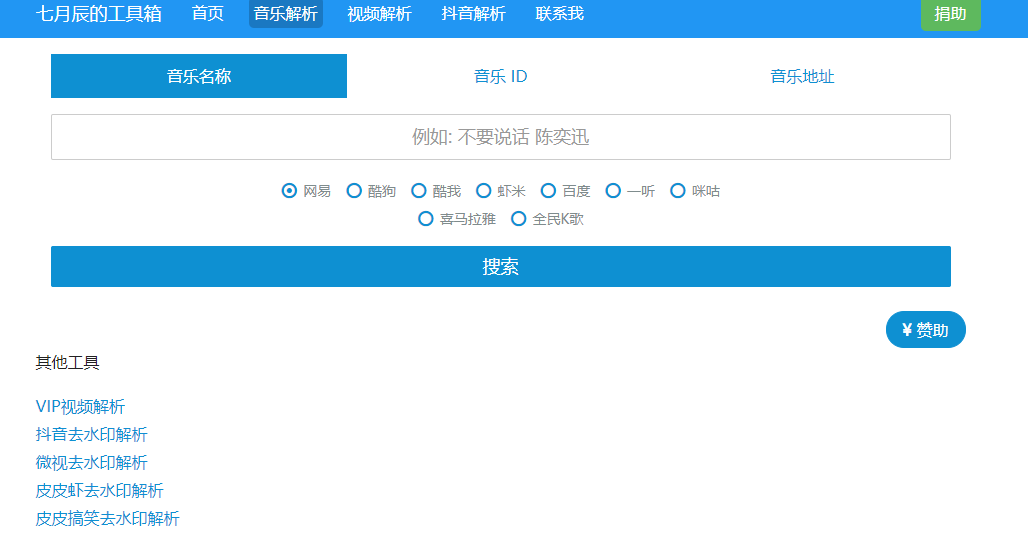 七月辰的工具箱 首页 音乐解析 视频解析 抖音解析 联系我 捐助
音乐名称 音乐 ID 音乐地址
例如: 不要说话 陈奕迅
网易 酷狗 酷我 虾米 百度 一听 咪咕
喜马拉雅 全民K歌
搜索
¥ 赞助
其他工具
VIP视频解析
抖音去水印解析
微视去水印解析
皮皮虾去水印解析
皮皮搞笑去水印解析